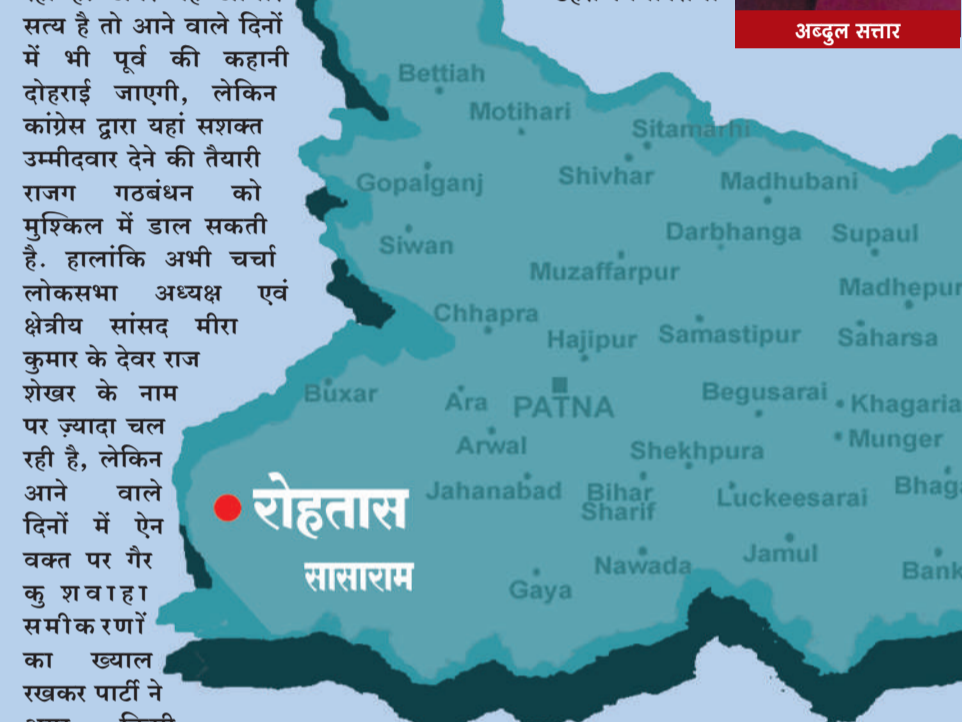 सत्य है तो आने वाले दिनों
में भी पूर्व की कहानी
दोहराई जाएगी, लेकिन
कांग्रेस द्वारा यहां सशक्त
उम्मीदवार देने की तैयारी
राजग गठबंधन को
मुश्किल में डाल सकती
है. हालांकि अभी चर्चा
लोकसभा अध्यक्ष एवं
क्षेत्रीय सांसद मीरा
कुमार के देवर राज
शेखर के नाम
पर ज़्यादा चल
रही है, लेकिन
आने वाले
दिनों में ऐन
वक्त पर गैर
कुशवाहा
समीकरणों
का ख्याल
रखकर पार्टी ने
अब्दुल सत्तार
Bettiah
Motihari
Sitamarhi
Gopalganj
Shivhar
Madhubani
Siwan
Darbhanga
Supaul
Muzaffarpur
Madhepur
Chhapra
Hajipur
Samastipur
Saharsa
Buxar
Ara
PATNA
Begusarai
Khagaria
Arwal
Shekhpura
Munger
रोहतास
सासाराम
Jahanabad
Bihar
Sharif
Luckeesarai
Bhag
Gaya
Nawada
Jamul
Bank